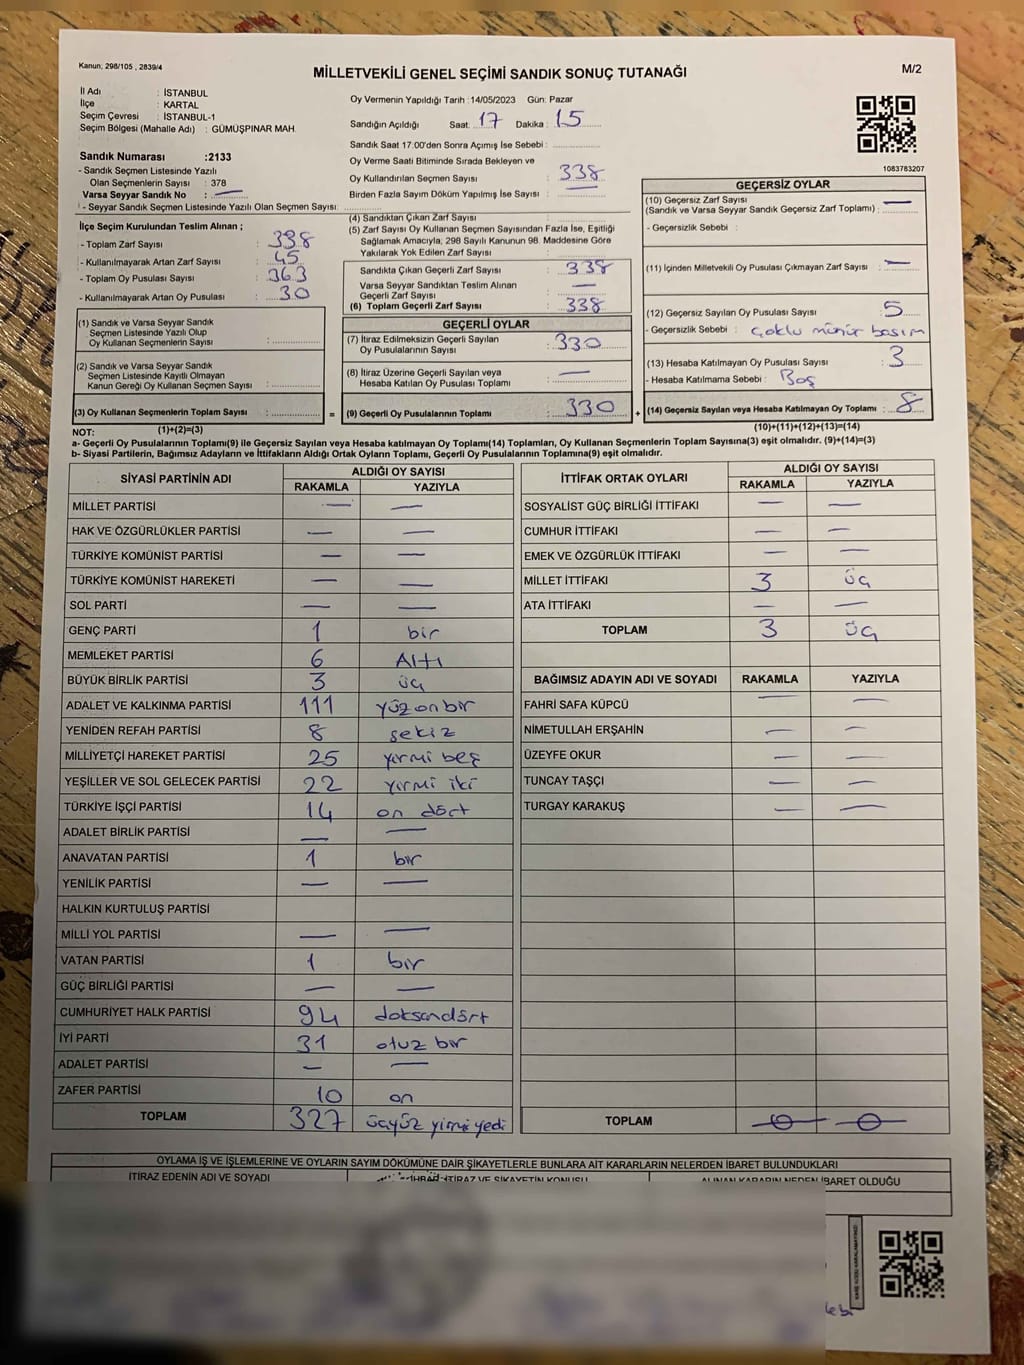 Kanun, 298/105 , 2839/4
MİLLETVEKİLİ GENEL SEÇİMİ SANDIK SONUÇ TUTANAĞI
M/2
İl Adı : İSTANBUL
İlçe : KARTAL
Seçim Çevresi : İSTANBUL-1
Seçim Bölgesi (Mahalle Adı) : GÜMÜŞPINAR MAH.
Oy Vermenin Yapıldığı Tarih :14/05/2023 Gün: Pazar
Sandığın Açıldığı Saat: 17 Dakika: 15
Sandık Saat 17:00'den Sonra Açımış İse Sebebi :
Sandık Numarası :2133
- Sandık Seçmen Listesinde Yazılı
Olan Seçmenlerin Sayısı : 378
Varsa Seyyar Sandık No : —
- Seyyar Sandık Seçmen Listesinde Yazılı Olan Seçmen Sayısı:
Oy Verme Saati Bitiminde Sırada Bekleyen ve
Oy Kullandırılan Seçmen Sayısı : 338
Birden Fazla Sayım Döküm Yapılmış İse Sayısı : —
1083783207
İlçe Seçim Kurulundan Teslim Alınan ;
- Toplam Zarf Sayısı : 338
- Kullanılmayarak Artan Zarf Sayısı : 45
- Toplam Oy Pusulası Sayısı : 363
- Kullanılmayarak Artan Oy Pusulası : 30
(4) Sandıktan Çıkan Zarf Sayısı :
(5) Zarf Sayısı Oy Kullanan Seçmen Sayısından Fazla İse, Eşitliği
Sağlamak Amacıyla; 298 Sayılı Kanunun 98. Maddesine Göre
Yakılarak Yok Edilen Zarf Sayısı :
Sandıkta Çıkan Geçerli Zarf Sayısı : 338
Varsa Seyyar Sandıktan Teslim Alınan
Geçerli Zarf Sayısı : —
(6) Toplam Geçerli Zarf Sayısı : 338
GEÇERSİZ OYLAR
(10) Geçersiz Zarf Sayısı
(Sandık ve Varsa Seyyar Sandık Geçersiz Zarf Toplamı) : —
- Geçersizlik Sebebi :
(11) İçinden Milletvekili Oy Pusulası Çıkmayan Zarf Sayısı : —
(12) Geçersiz Sayılan Oy Pusulası Sayısı : 5
- Geçersizlik Sebebi : Çoklu mühür basım
(13) Hesaba Katılmayan Oy Pusulası Sayısı : 3
- Hesaba Katılmama Sebebi : Boş
(14) Geçersiz Sayılan veya Hesaba Katılmayan Oy Toplamı : 8
(10)+(11)+(12)+(13)=(14)
(1) Sandık ve Varsa Seyyar Sandık
Seçmen Listesinde Yazılı Olup
Oy Kullanan Seçmenlerin Sayısı :
(2) Sandık ve Varsa Seyyar Sandık
Seçmen Listesinde Kayıtlı Olmayan
Kanun Gereği Oy Kullanan Seçmen Sayısı :
(3) Oy Kullanan Seçmenlerin Toplam Sayısı :
=
GEÇERLİ OYLAR
(7) İtiraz Edilmeksizin Geçerli Sayılan
Oy Pusulalarının Sayısı : 330
(8) İtiraz Üzerine Geçerli Sayılan veya
Hesaba Katılan Oy Pusulası Toplamı : —
(9) Geçerli Oy Pusulalarının Toplamı : 330
+
NOT: (1)+(2)=(3)
a- Geçerli Oy Pusulalarının Toplamı(9) ile Geçersiz Sayılan veya Hesaba katılmayan Oy Toplamı(14) Toplamları, Oy Kullanan Seçmenlerin Toplam Sayısına(3) eşit olmalıdır. (9)+(14)=(3)
b- Siyasi Partilerin, Bağımsız Adayların ve İttifakların Aldığı Ortak Oyların Toplamı, Geçerli Oy Pusulalarının Toplamına(9) eşit olmalıdır.
SİYASİ PARTİNİN ADI ALDIĞI OY SAYISI
RAKAMLA YAZIYLA
MİLLET PARTİSİ — —
HAK VE ÖZGÜRLÜKLER PARTİSİ — —
TÜRKİYE KOMÜNİST PARTİSİ — —
TÜRKİYE KOMÜNİST HAREKETİ — —
SOL PARTİ — —
GENÇ PARTİ 1 bir
MEMLEKET PARTİSİ 6 Altı
BÜYÜK BİRLİK PARTİSİ 3 üç
ADALET VE KALKINMA PARTİSİ 111 yüz on bir
YENİDEN REFAH PARTİSİ 8 sekiz
MİLLİYETÇİ HAREKET PARTİSİ 25 yirmi beş
YEŞİLLER VE SOL GELECEK PARTİSİ 22 yirmi iki
TÜRKİYE İŞÇİ PARTİSİ 14 on dört
ADALET BİRLİK PARTİSİ — —
ANAVATAN PARTİSİ 1 bir
YENİLİK PARTİSİ — —
HALKIN KURTULUŞ PARTİSİ
MİLLİ YOL PARTİSİ — —
VATAN PARTİSİ 1 bir
GÜÇ BİRLİĞİ PARTİSİ — —
CUMHURİYET HALK PARTİSİ 94 doksandört
İYİ PARTİ 31 otuz bir
ADALET PARTİSİ — —
ZAFER PARTİSİ 10 on
TOPLAM 327 üçyüz yirmi yedi
İTTİFAK ORTAK OYLARI ALDIĞI OY SAYISI
RAKAMLA YAZIYLA
SOSYALİST GÜÇ BİRLİĞİ İTTİFAKI — —
CUMHUR İTTİFAKI — —
EMEK VE ÖZGÜRLÜK İTTİFAKI — —
MİLLET İTTİFAKI 3 üç
ATA İTTİFAKI — —
TOPLAM 3 üç
BAĞIMSIZ ADAYIN ADI VE SOYADI RAKAMLA YAZIYLA
FAHRİ SAFA KÜPCÜ — —
NİMETULLAH ERŞAHİN — —
ÜZEYFE OKUR — —
TUNCAY TAŞÇI — —
TURGAY KARAKUŞ — —
TOPLAM 0 0
OYLAMA İŞ VE İŞLEMLERİNE VE OYLARIN SAYIM DÖKÜMÜNE DAİR ŞİKAYETLERLE BUNLARA AİT KARARLARIN NELERDEN İBARET BULUNDUKLARI
İTİRAZ EDENİN ADI VE SOYADI İTİRAZ VE ŞİKAYETİN KONUSU ALINAN KARARIN NEDEN İBARET OLDUĞU